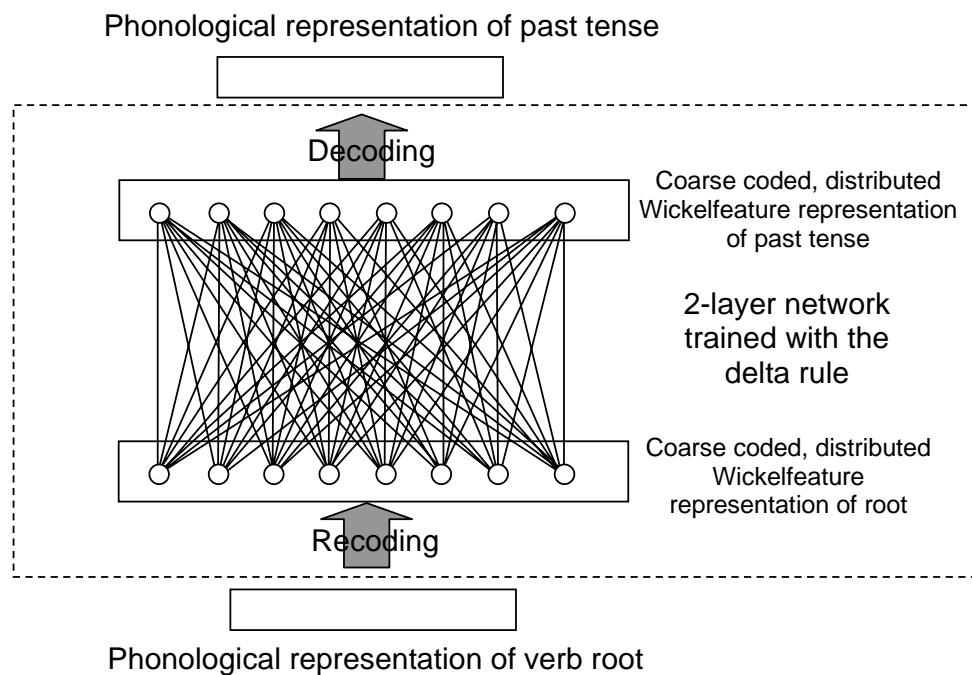 Phonological representation of past tense
Decoding
Coarse coded, distributed
Wickelfeature representation
of past tense
2-layer network
trained with the
delta rule
Coarse coded, distributed
Wickelfeature
representation of root
Recoding
Phonological representation of verb root